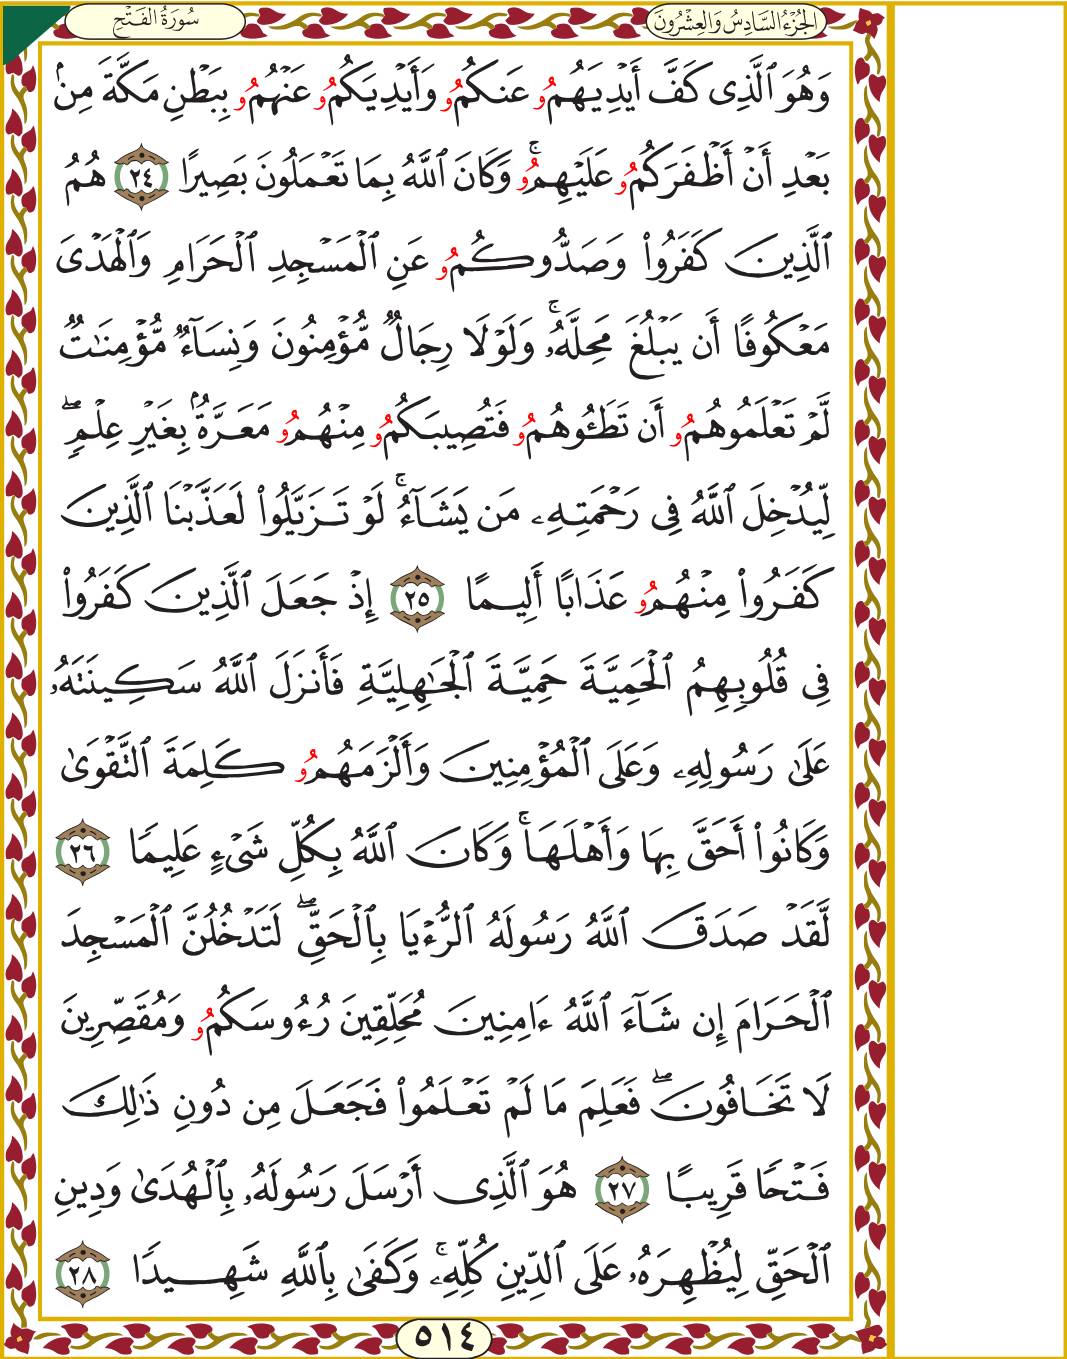 الجُزْءُ السَّادِسُ وَالعِشْرُونَ
سُورَةُ الفَتْحِ
وَهُوَ ٱلَّذِى كَفَّ أَيْدِيَهُمُۥ عَنكُمُۥ وَأَيْدِيَكُمُۥ عَنْهُمُۥ بِبَطْنِ مَكَّةَ مِنۢ
بَعْدِ أَنْ أَظْفَرَكُمُۥ عَلَيْهِمُۥۚ وَكَانَ ٱللَّهُ بِمَا تَعْمَلُونَ بَصِيرًا ٢٤ هُمُ
ٱلَّذِينَ كَفَرُوا۟ وَصَدُّوكُمُۥ عَنِ ٱلْمَسْجِدِ ٱلْحَرَامِ وَٱلْهَدْىَ
مَعْكُوفًا أَن يَبْلُغَ مَحِلَّهُۥۚ وَلَوْلَا رِجَالٌ مُّؤْمِنُونَ وَنِسَآءٌ مُّؤْمِنَٰتٌ
لَّمْ تَعْلَمُوهُمُۥ أَن تَطَـُٔوهُمُۥ فَتُصِيبَكُمُۥ مِنْهُمُۥ مَعَرَّةٌۢ بِغَيْرِ عِلْمٍۖ
لِّيُدْخِلَ ٱللَّهُ فِى رَحْمَتِهِۦ مَن يَشَآءُۚ لَوْ تَزَيَّلُوا۟ لَعَذَّبْنَا ٱلَّذِينَ
كَفَرُوا۟ مِنْهُمُۥ عَذَابًا أَلِيمًا ٢٥ إِذْ جَعَلَ ٱلَّذِينَ كَفَرُوا۟
فِى قُلُوبِهِمُ ٱلْحَمِيَّةَ حَمِيَّةَ ٱلْجَٰهِلِيَّةِ فَأَنزَلَ ٱللَّهُ سَكِينَتَهُۥ
عَلَىٰ رَسُولِهِۦ وَعَلَى ٱلْمُؤْمِنِينَ وَأَلْزَمَهُمُۥ كَلِمَةَ ٱلتَّقْوَىٰ
وَكَانُوٓا۟ أَحَقَّ بِهَا وَأَهْلَهَاۚ وَكَانَ ٱللَّهُ بِكُلِّ شَىْءٍ عَلِيمًا ٢٦
لَّقَدْ صَدَقَ ٱللَّهُ رَسُولَهُ ٱلرُّءْيَا بِٱلْحَقِّۖ لَتَدْخُلُنَّ ٱلْمَسْجِدَ
ٱلْحَرَامَ إِن شَآءَ ٱللَّهُ ءَامِنِينَ مُحَلِّقِينَ رُءُوسَكُمُۥ وَمُقَصِّرِينَ
لَا تَخَافُونَۖ فَعَلِمَ مَا لَمْ تَعْلَمُوا۟ فَجَعَلَ مِن دُونِ ذَٰلِكَ
فَتْحًا قَرِيبًا ٢٧ هُوَ ٱلَّذِى أَرْسَلَ رَسُولَهُۥ بِٱلْهُدَىٰ وَدِينِ
ٱلْحَقِّ لِيُظْهِرَهُۥ عَلَى ٱلدِّينِ كُلِّهِۦۚ وَكَفَىٰ بِٱللَّهِ شَهِيدًا ٢٨
٥١٤